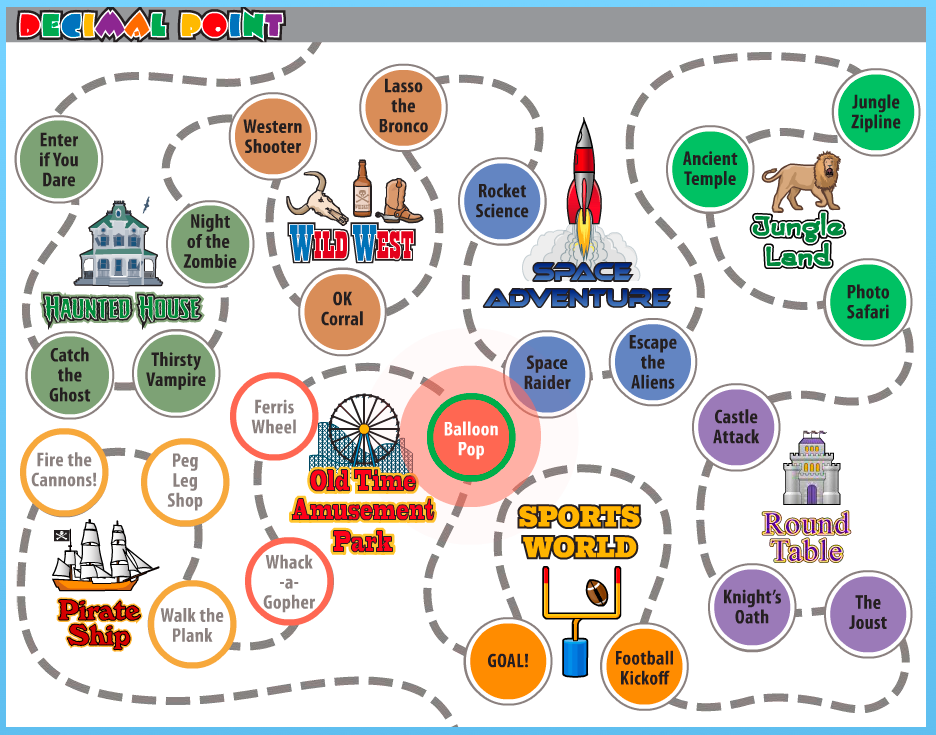 DECIMAL POINT
Enter
if You
Dare
Night
of the
Zombie
HAUNTED HOUSE
Catch
the
Ghost
Thirsty
Vampire
Western
Shooter
Lasso
the
Bronco
WILD WEST
OK
Corral
Rocket
Science
SPACE
ADVENTURE
Space
Raider
Escape
the
Aliens
Jungle
Zipline
Ancient
Temple
Jungle
Land
Photo
Safari
Fire the
Cannons!
Peg
Leg
Shop
Pirate
Ship
Walk the
Plank
Ferris
Wheel
Balloon
Pop
Old Time
Amusement
Park
Whack
-a-
Gopher
SPORTS
WORLD
GOAL!
Football
Kickoff
Castle
Attack
Round
Table
Knight's
Oath
The
Joust